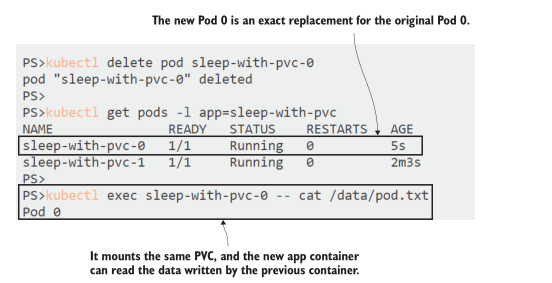 The new Pod 0 is an exact replacement for the original Pod 0.
PS>kubectl delete pod sleep-with-pvc-0
pod "sleep-with-pvc-0" deleted
PS>
PS>kubectl get pods -l app=sleep-with-pvc
NAME READY STATUS RESTARTS AGE
sleep-with-pvc-0 1/1 Running 0 5s
sleep-with-pvc-1 1/1 Running 0 2m3s
PS>
PS>kubectl exec sleep-with-pvc-0 -- cat /data/pod.txt
Pod 0
It mounts the same PVC, and the new app container
can read the data written by the previous container.